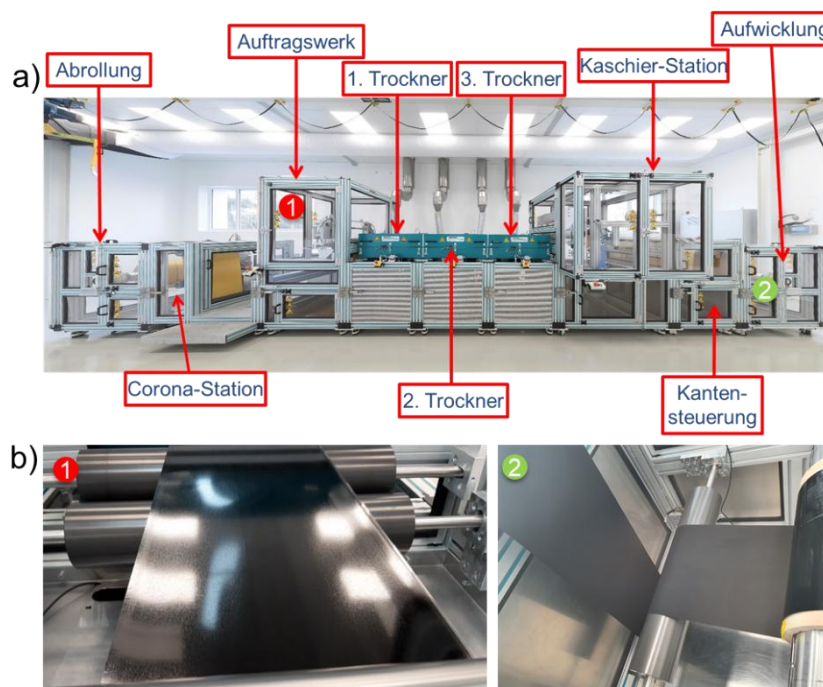 a)
Abrollung
Auftragswerk
1. Trockner
3. Trockner
Kaschier-Station
Aufwicklung
1
2
Corona-Station
2. Trockner
Kanten-
steuerung
b)
1
2